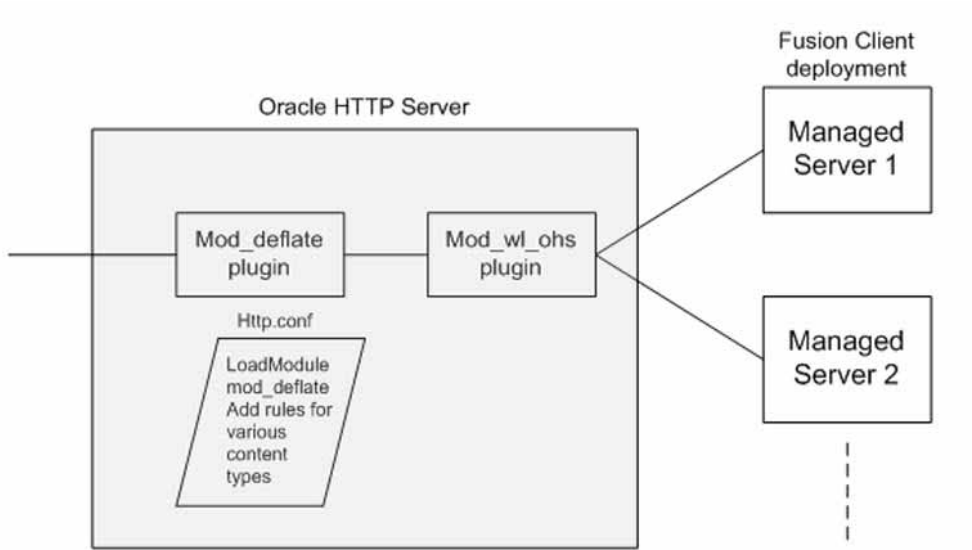 Fusion Client
deployment
Oracle HTTP Server
Managed
Server 1
Mod_deflate
plugin
Mod_wl_ohs
plugin
Http.conf
LoadModule
mod_deflate
Add rules for
various
content
types
Managed
Server 2